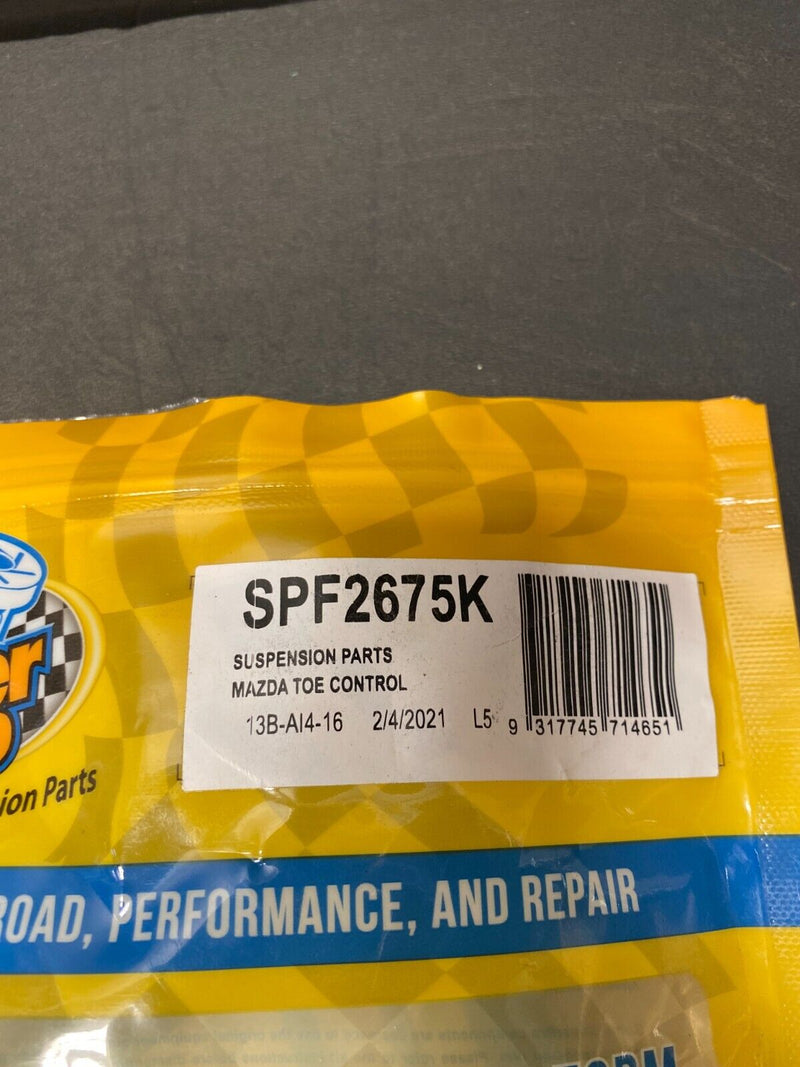 SPF2675K
SUSPENSION PARTS
MAZDA TOE CONTROL
13B-AI4-16 2/4/2021 L5
9 317745 714651
er
ion Parts
ROAD, PERFORMANCE, AND REPAIR